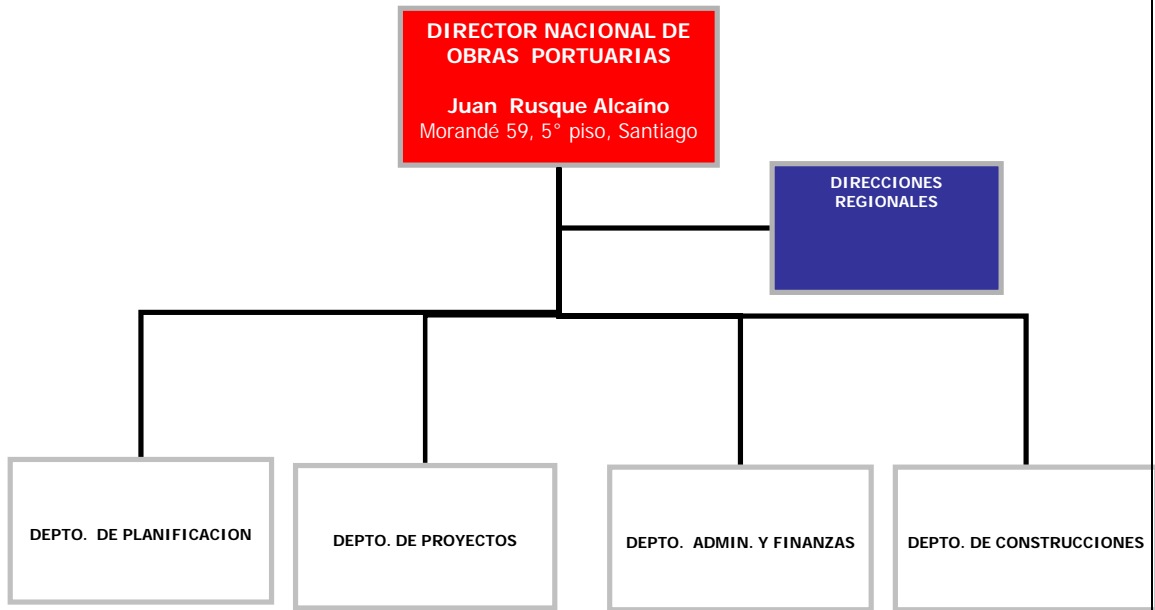 DIRECTOR NACIONAL DE
OBRAS PORTUARIAS
Juan Rusque Alcaíno
Morandé 59, 5° piso, Santiago
DIRECCIONES
REGIONALES
DEPTO. DE PLANIFICACION
DEPTO. DE PROYECTOS
DEPTO. ADMIN. Y FINANZAS
DEPTO. DE CONSTRUCCIONES